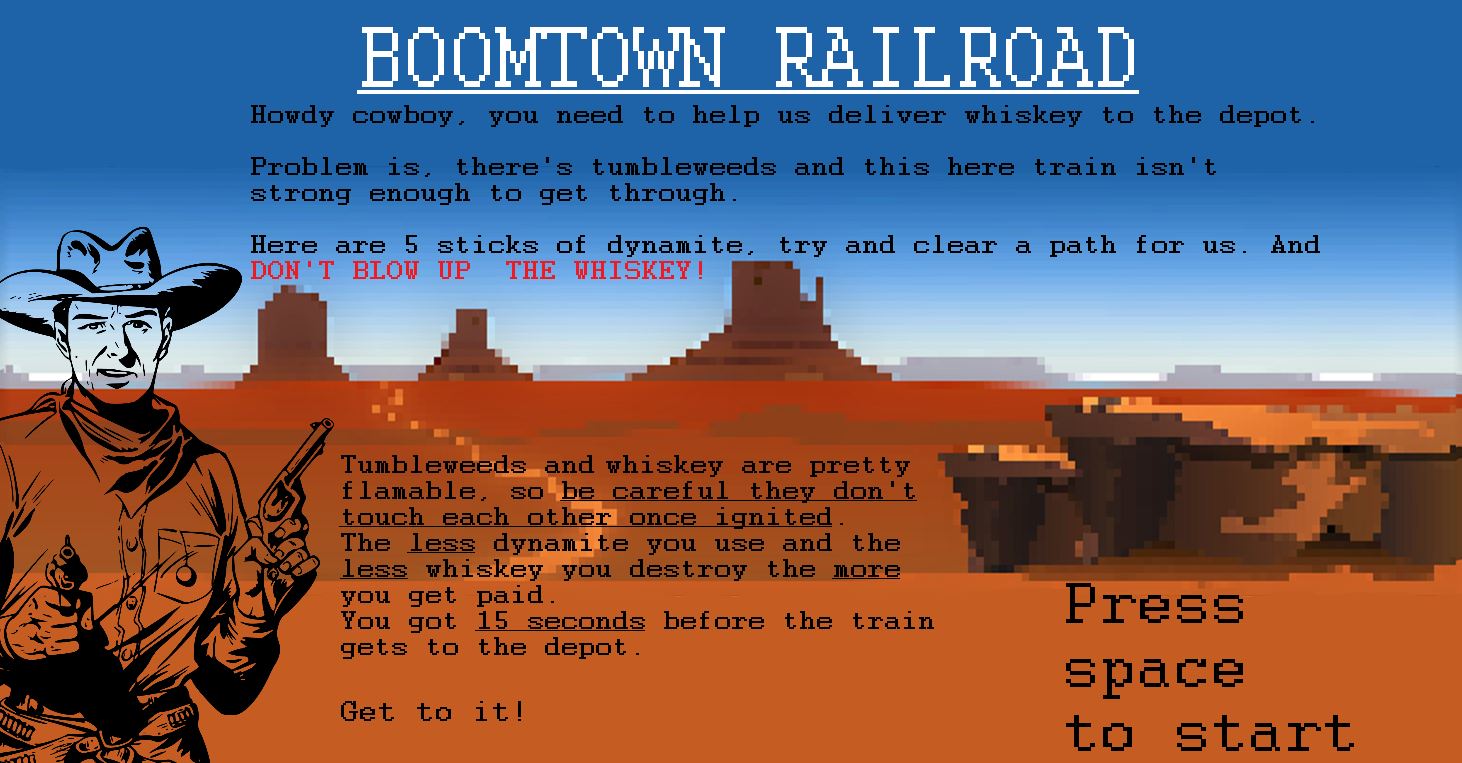 BOOMTOWN RAILROAD
Howdy cowboy, you need to help us deliver whiskey to the depot.
Problem is, there's tumbleweeds and this here train isn't
strong enough to get through.
Here are 5 sticks of dynamite, try and clear a path for us. And
DON'T BLOW UP  THE WHISKEY!
Tumbleweeds and whiskey are pretty
flamable, so be careful they don't
touch each other once ignited.
The less dynamite you use and the
less whiskey you destroy the more
you get paid.
You got 15 seconds before the train
gets to the depot.
Get to it!
Press
space
to start